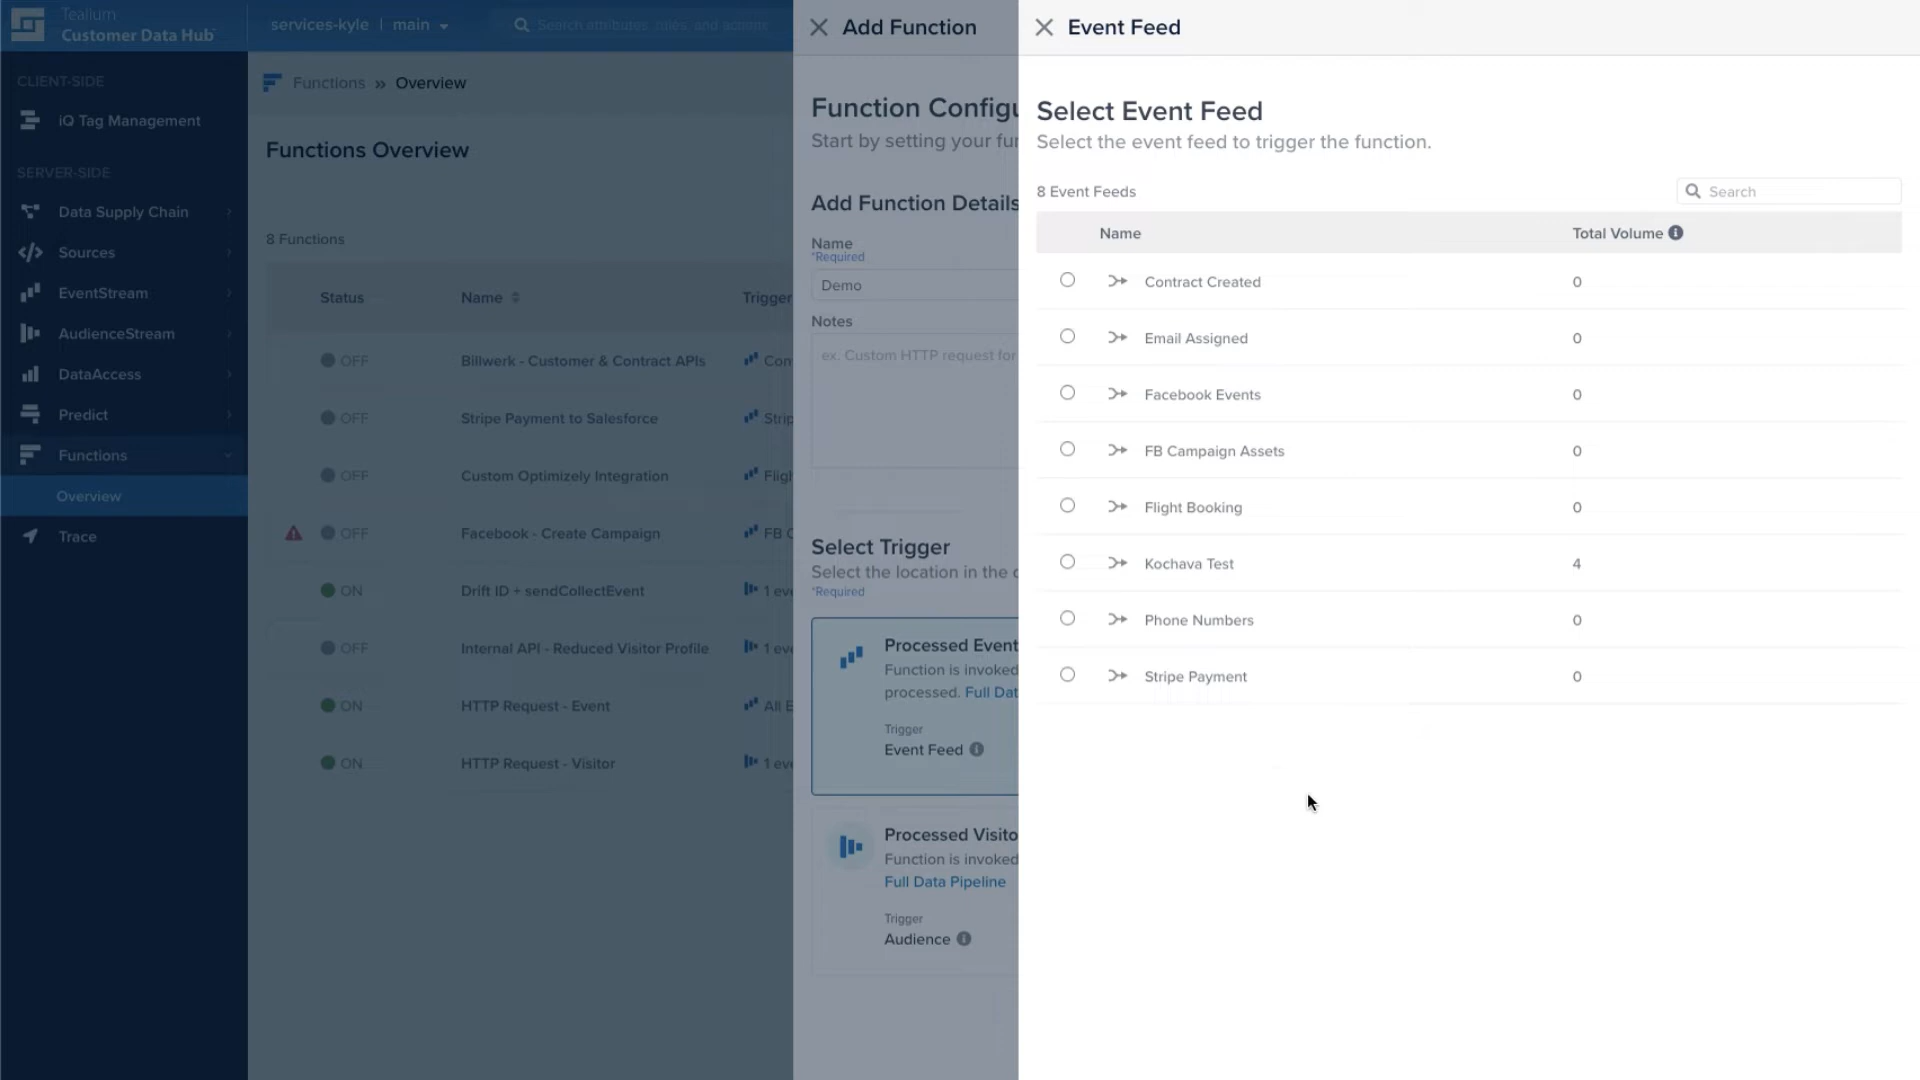 Tealium
Customer Data Hub
services-kyle | main
Search attributes, rules, and actions
CLIENT-SIDE
iQ Tag Management
SERVER-SIDE
Data Supply Chain
Sources
EventStream
AudienceStream
DataAccess
Predict
Functions
Overview
Trace
Functions » Overview
Functions Overview
8 Functions
Status Name Trigger
OFF Billwerk - Customer & Contract APIs Con
OFF Stripe Payment to Salesforce Strip
OFF Custom Optimizely Integration Fligh
OFF Facebook - Create Campaign FB C
ON Drift ID + sendCollectEvent 1 eve
OFF Internal API - Reduced Visitor Profile 1 eve
ON HTTP Request - Event All E
ON HTTP Request - Visitor 1 eve
Add Function
Function Configu
Start by setting your fun
Add Function Details
Name
*Required
Demo
Notes
ex. Custom HTTP request for
Select Trigger
Select the location in the
*Required
Processed Event
Function is invoked
processed. Full Dat
Trigger
Event Feed
Processed Visito
Function is invoked
Full Data Pipeline
Trigger
Audience
Event Feed
Select Event Feed
Select the event feed to trigger the function.
8 Event Feeds
Search
Name Total Volume
Contract Created 0
Email Assigned 0
Facebook Events 0
FB Campaign Assets 0
Flight Booking 0
Kochava Test 4
Phone Numbers 0
Stripe Payment 0